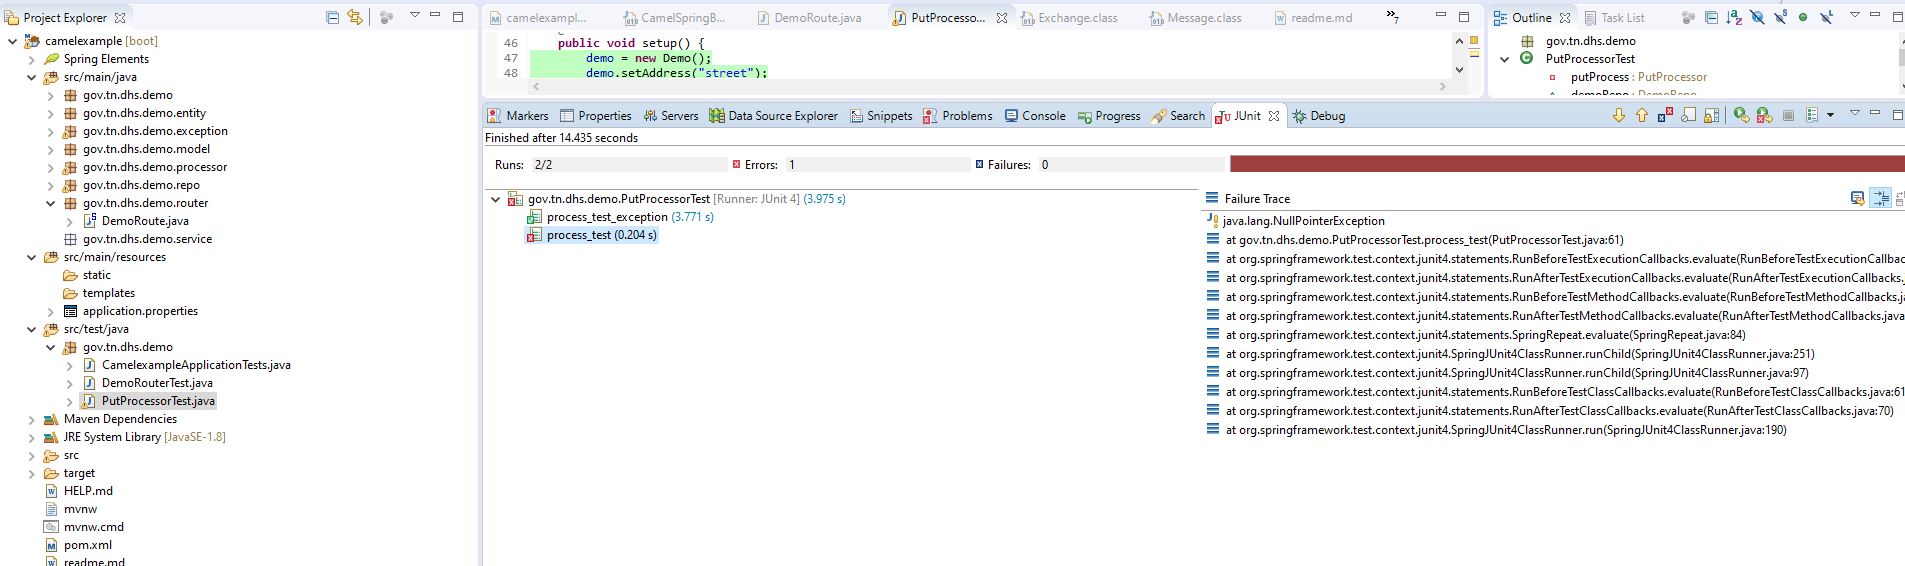 Project Explorer
camelexample [boot]
Spring Elements
src/main/java
gov.tn.dhs.demo
gov.tn.dhs.demo.entity
gov.tn.dhs.demo.exception
gov.tn.dhs.demo.model
gov.tn.dhs.demo.processor
gov.tn.dhs.demo.repo
gov.tn.dhs.demo.router
DemoRoute.java
gov.tn.dhs.demo.service
src/main/resources
static
templates
application.properties
src/test/java
gov.tn.dhs.demo
CamelexampleApplicationTests.java
DemoRouterTest.java
PutProcessorTest.java
Maven Dependencies
JRE System Library [JavaSE-1.8]
src
target
HELP.md
mvnw
mvnw.cmd
pom.xml
readme.md
camelexampl... CamelSpringB... DemoRoute.java PutProcesso... Exchange.class Message.class readme.md »7
46 public void setup() {
47 demo = new Demo();
48 demo.setAddress("street");
Outline Task List
gov.tn.dhs.demo
PutProcessorTest
putProcess : PutProcessor
demoRepo : DemoRepo
Markers Properties Servers Data Source Explorer Snippets Problems Console Progress Search JUnit Debug
Finished after 14.435 seconds
Runs: 2/2 Errors: 1 Failures: 0
gov.tn.dhs.demo.PutProcessorTest [Runner: JUnit 4] (3.975 s)
process_test_exception (3.771 s)
process_test (0.204 s)
Failure Trace
java.lang.NullPointerException
at gov.tn.dhs.demo.PutProcessorTest.process_test(PutProcessorTest.java:61)
at org.springframework.test.context.junit4.statements.RunBeforeTestExecutionCallbacks.evaluate(RunBeforeTestExecutionCallbac
at org.springframework.test.context.junit4.statements.RunAfterTestExecutionCallbacks.evaluate(RunAfterTestExecutionCallbacks.
at org.springframework.test.context.junit4.statements.RunBeforeTestMethodCallbacks.evaluate(RunBeforeTestMethodCallbacks.ja
at org.springframework.test.context.junit4.statements.RunAfterTestMethodCallbacks.evaluate(RunAfterTestMethodCallbacks.java
at org.springframework.test.context.junit4.statements.SpringRepeat.evaluate(SpringRepeat.java:84)
at org.springframework.test.context.junit4.SpringJUnit4ClassRunner.runChild(SpringJUnit4ClassRunner.java:251)
at org.springframework.test.context.junit4.SpringJUnit4ClassRunner.runChild(SpringJUnit4ClassRunner.java:97)
at org.springframework.test.context.junit4.statements.RunBeforeTestClassCallbacks.evaluate(RunBeforeTestClassCallbacks.java:61
at org.springframework.test.context.junit4.statements.RunAfterTestClassCallbacks.evaluate(RunAfterTestClassCallbacks.java:70)
at org.springframework.test.context.junit4.SpringJUnit4ClassRunner.run(SpringJUnit4ClassRunner.java:190)